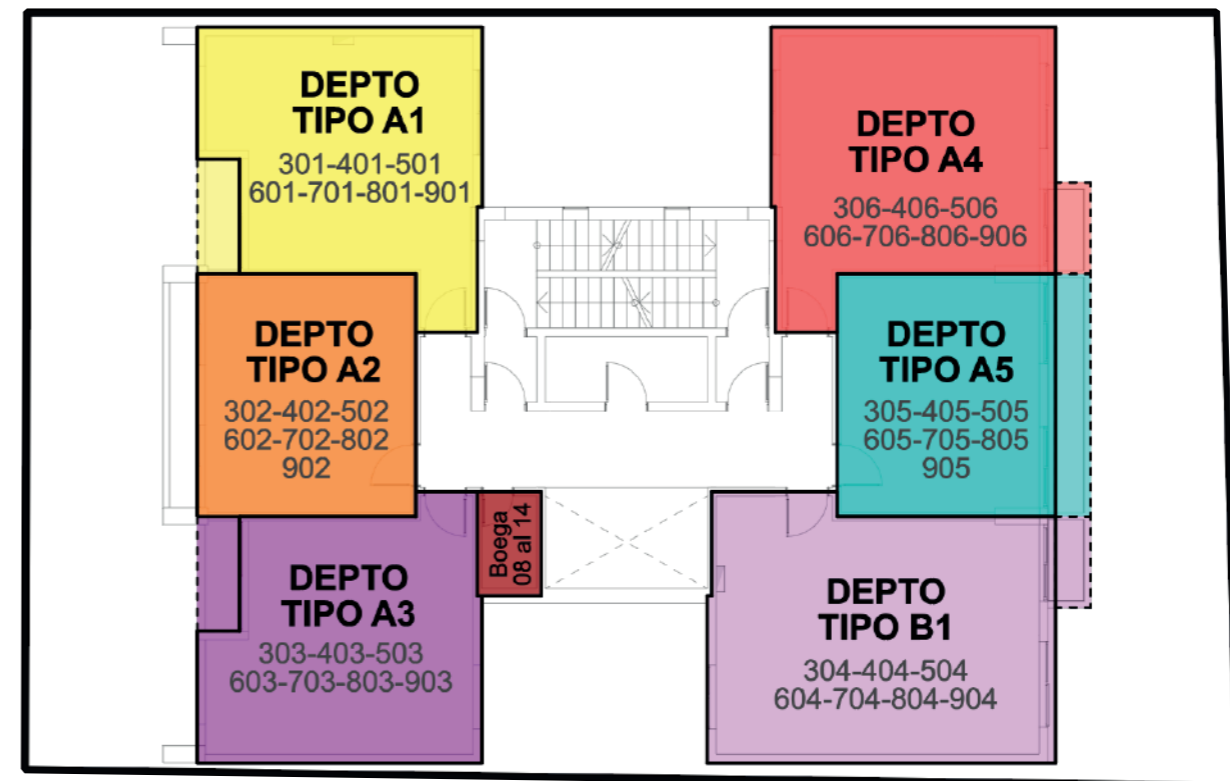 DEPTO
TIPO A1
301-401-501
601-701-801-901
DEPTO
TIPO A4
306-406-506
606-706-806-906
DEPTO
TIPO A2
302-402-502
602-702-802
902
DEPTO
TIPO A5
305-405-505
605-705-805
905
DEPTO
TIPO A3
303-403-503
603-703-803-903
Boega
08 al 14
DEPTO
TIPO B1
304-404-504
604-704-804-904